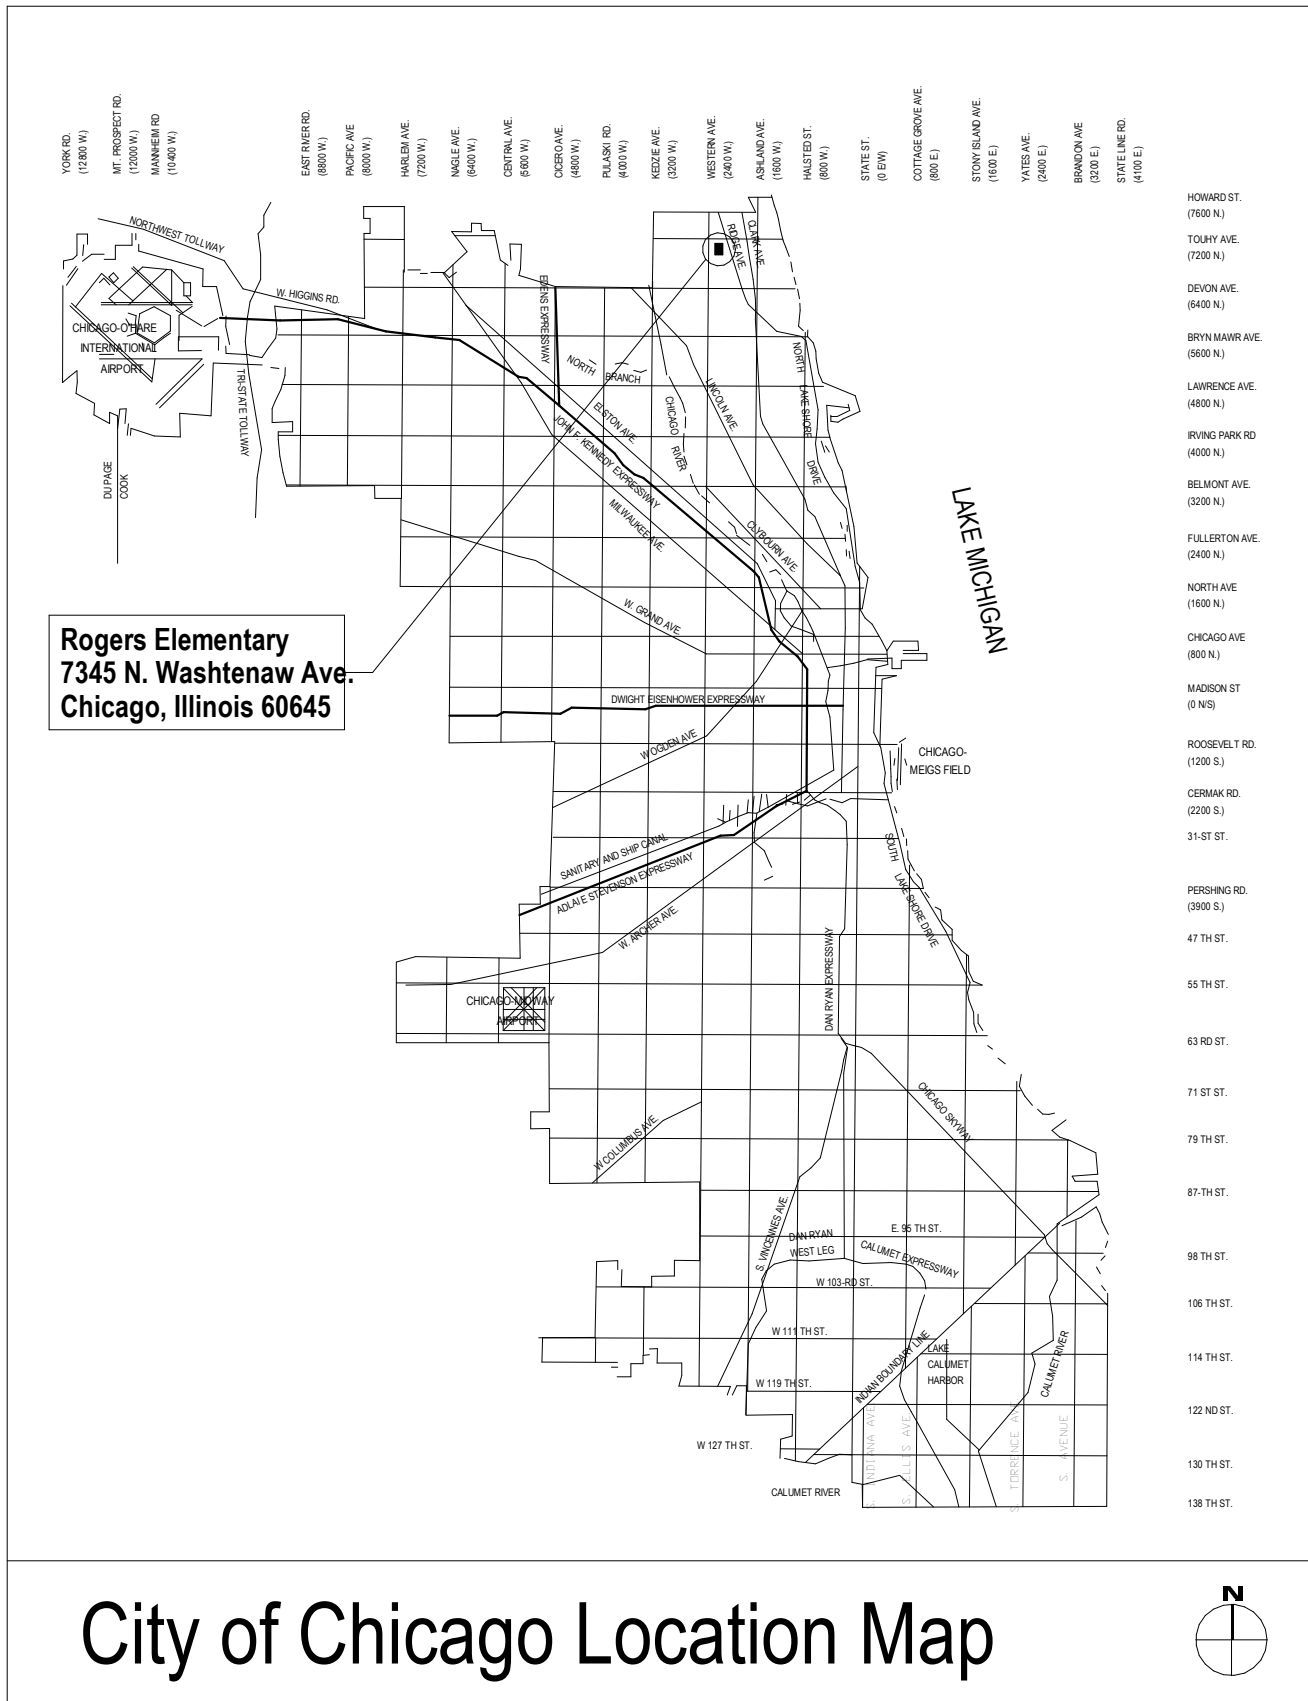 YORK RD.
(12800 W.)
MT. PROSPECT RD.
(12000 W.)
MANNHEIM RD
(10400 W.)
EAST RIVER RD.
(8800 W.)
PACIFIC AVE
(8000 W.)
HARLEM AVE.
(7200 W.)
NAGLE AVE.
(6400 W.)
CENTRAL AVE.
(5600 W.)
CICERO AVE.
(4800 W.)
PULASKI RD.
(4000 W.)
KEDZIE AVE.
(3200 W.)
WESTERN AVE.
(2400 W.)
ASHLAND AVE.
(1600 W.)
HALSTED ST.
(800 W.)
STATE ST.
(0 E/W)
COTTAGE GROVE AVE.
(800 E.)
STONY ISLAND AVE.
(1600 E.)
YATES AVE.
(2400 E.)
BRANDON AVE
(3200 E.)
STATE LINE RD.
(4100 E.)
HOWARD ST.
(7600 N.)
TOUHY AVE.
(7200 N.)
DEVON AVE.
(6400 N.)
BRYN MAWR AVE.
(5600 N.)
LAWRENCE AVE.
(4800 N.)
IRVING PARK RD
(4000 N.)
BELMONT AVE.
(3200 N.)
FULLERTON AVE.
(2400 N.)
NORTH AVE
(1600 N.)
CHICAGO AVE
(800 N.)
MADISON ST
(0 N/S)
ROOSEVELT RD.
(1200 S.)
CERMAK RD.
(2200 S.)
31-ST ST.
PERSHING RD.
(3900 S.)
47 TH ST.
55 TH ST.
63 RD ST.
71 ST ST.
79 TH ST.
87-TH ST.
98 TH ST.
106 TH ST.
114 TH ST.
122 ND ST.
130 TH ST.
138 TH ST.
NORTHWEST TOLLWAY
W. HIGGINS RD.
CHICAGO-O'HARE
INTERNATIONAL
AIRPORT
TRI-STATE TOLLWAY
DU PAGE
COOK
EDENS EXPRESSWAY
RIDGE AVE.
CLARK AVE
NORTH BRANCH
CHICAGO RIVER
LINCOLN AVE.
NORTH LAKE SHORE DRIVE
ELSTON AVE.
JOHN F. KENNEDY EXPRESSWAY
MILWAUKEE AVE.
CLYBOURN AVE.
W. GRAND AVE.
LAKE MICHIGAN
Rogers Elementary
7345 N. Washtenaw Ave.
Chicago, Illinois 60645
DWIGHT EISENHOWER EXPRESSWAY
W OGDEN AVE
CHICAGO-
MEIGS FIELD
SANITARY AND SHIP CANAL
ADLAI E STEVENSON EXPRESSWAY
W. ARCHER AVE.
SOUTH LAKE SHORE DRIVE
DAN RYAN EXPRESSWAY
CHICAGO-MIDWAY
AIRPORT
CHICAGO SKYWAY
W COLUMBUS AVE.
S. VINCENNES AVE.
DAN RYAN
WEST LEG
E. 95 TH ST.
CALUMET EXPRESSWAY
W 103-RD ST.
W 111 TH ST.
INDIAN BOUNDARY LINE
LAKE
CALUMET
HARBOR
CALUMET RIVER
W 119 TH ST.
W 127 TH ST.
CALUMET RIVER
S. INDIANA AVE
S. ELLIS AVE.
S. TORRENCE AVE
S. AVENUE
City of Chicago Location Map
N